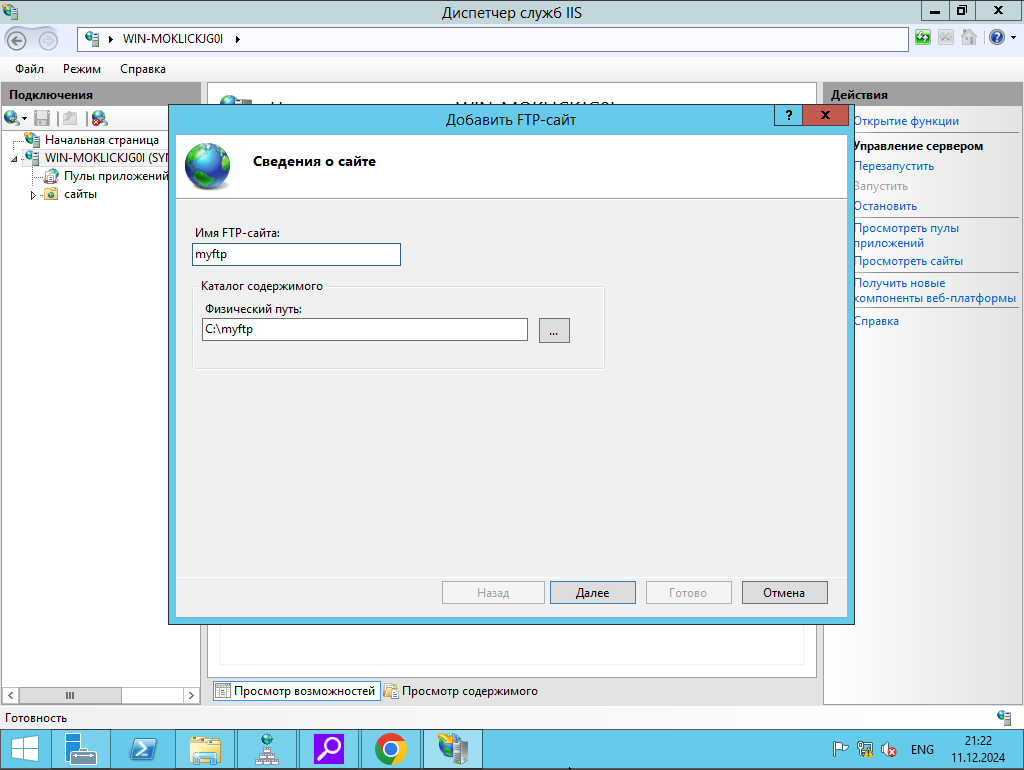 Диспетчер служб IIS
WIN-MOKLICKJG0I
Файл Режим Справка
Подключения
Начальная страница
WIN-MOKLICKJG0I (SYN
Пулы приложений
сайты
Добавить FTP-сайт
?
Сведения о сайте
Имя FTP-сайта:
myftp
Каталог содержимого
Физический путь:
C:\myftp
...
Назад Далее Готово Отмена
Действия
Открытие функции
Управление сервером
Перезапустить
Запустить
Остановить
Просмотреть пулы
приложений
Просмотреть сайты
Получить новые
компоненты веб-платформы
Справка
Просмотр возможностей Просмотр содержимого
Готовность
ENG
21:22
11.12.2024